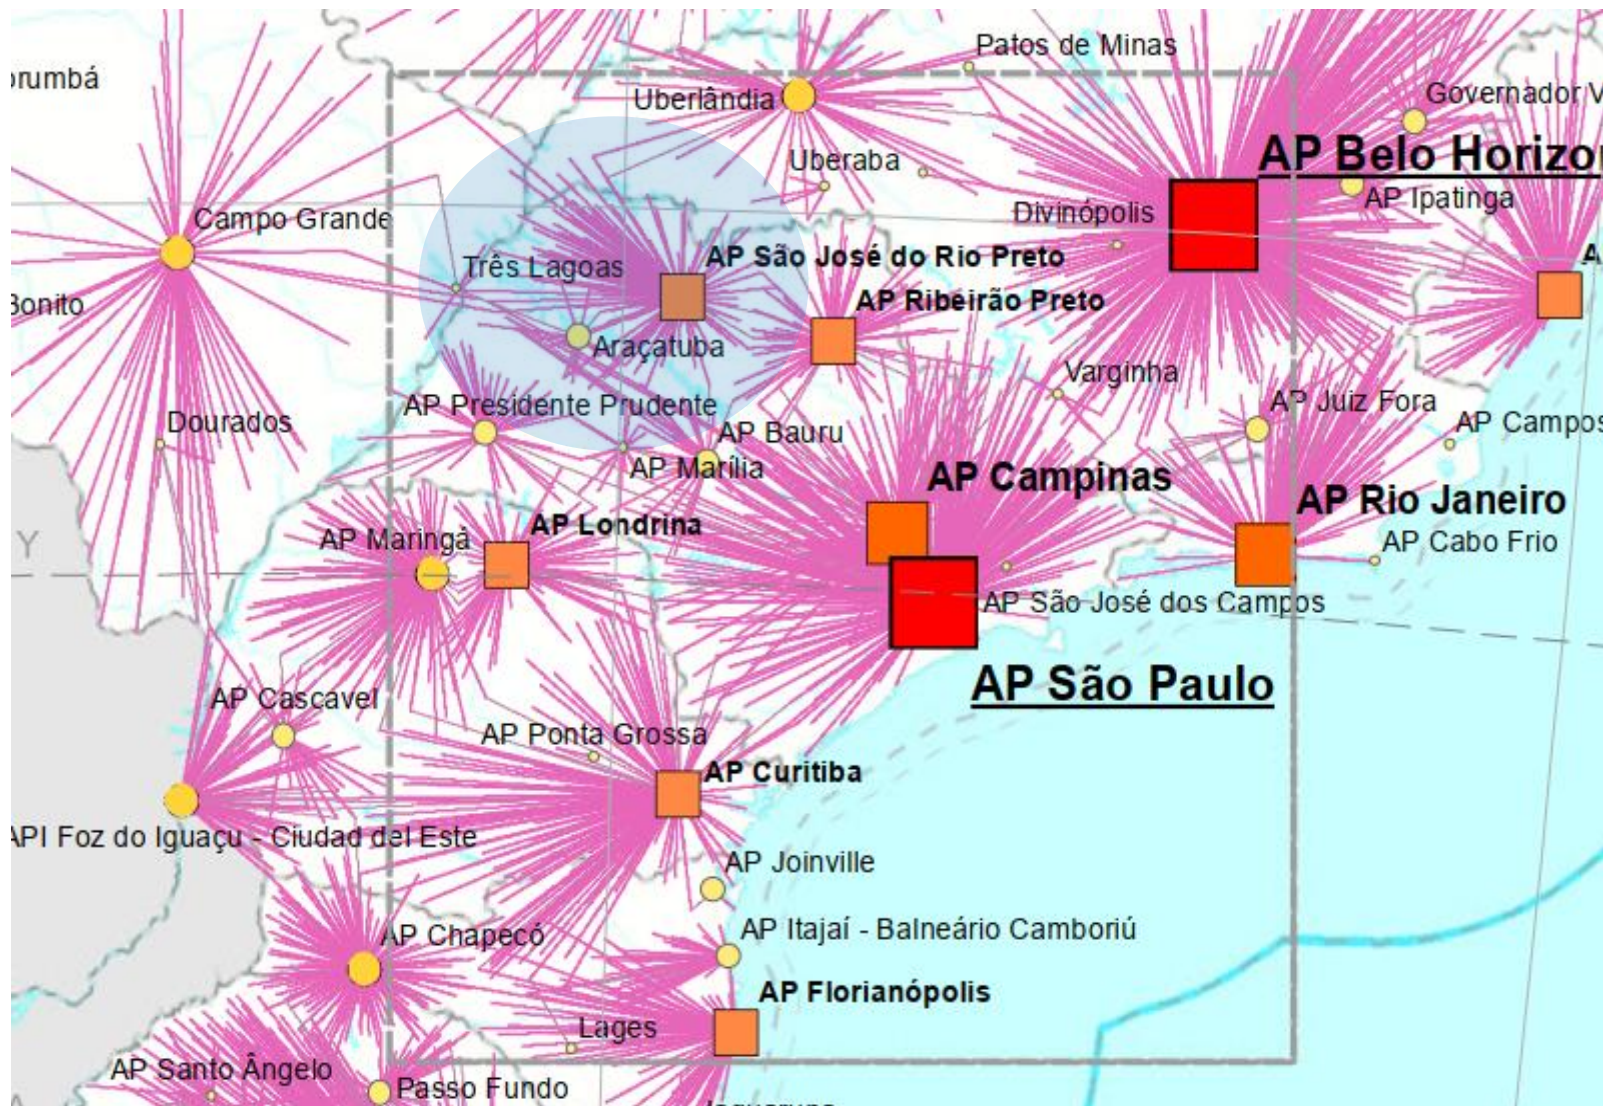 Patos de Minas
orumbá
Uberlândia
Governador V
AP Belo Horizo
Uberaba
AP Ipatinga
Campo Grande
Divinópolis
AP São José do Rio Preto
A
Três Lagoas
Bonito
AP Ribeirão Preto
Araçatuba
Varginha
AP Presidente Prudente
AP Juiz Fora
Dourados
AP Campos
AP Bauru
AP Marília
AP Campinas
AP Rio Janeiro
AP Londrina
AP Maringá
Y
AP Cabo Frio
AP São José dos Campos
AP São Paulo
AP Cascavel
AP Ponta Grossa
AP Curitiba
API Foz do Iguaçu - Ciudad del Este
AP Joinville
AP Itajaí - Balneário Camboriú
AP Chapecó
AP Florianópolis
Lages
AP Santo Ângelo
Passo Fundo